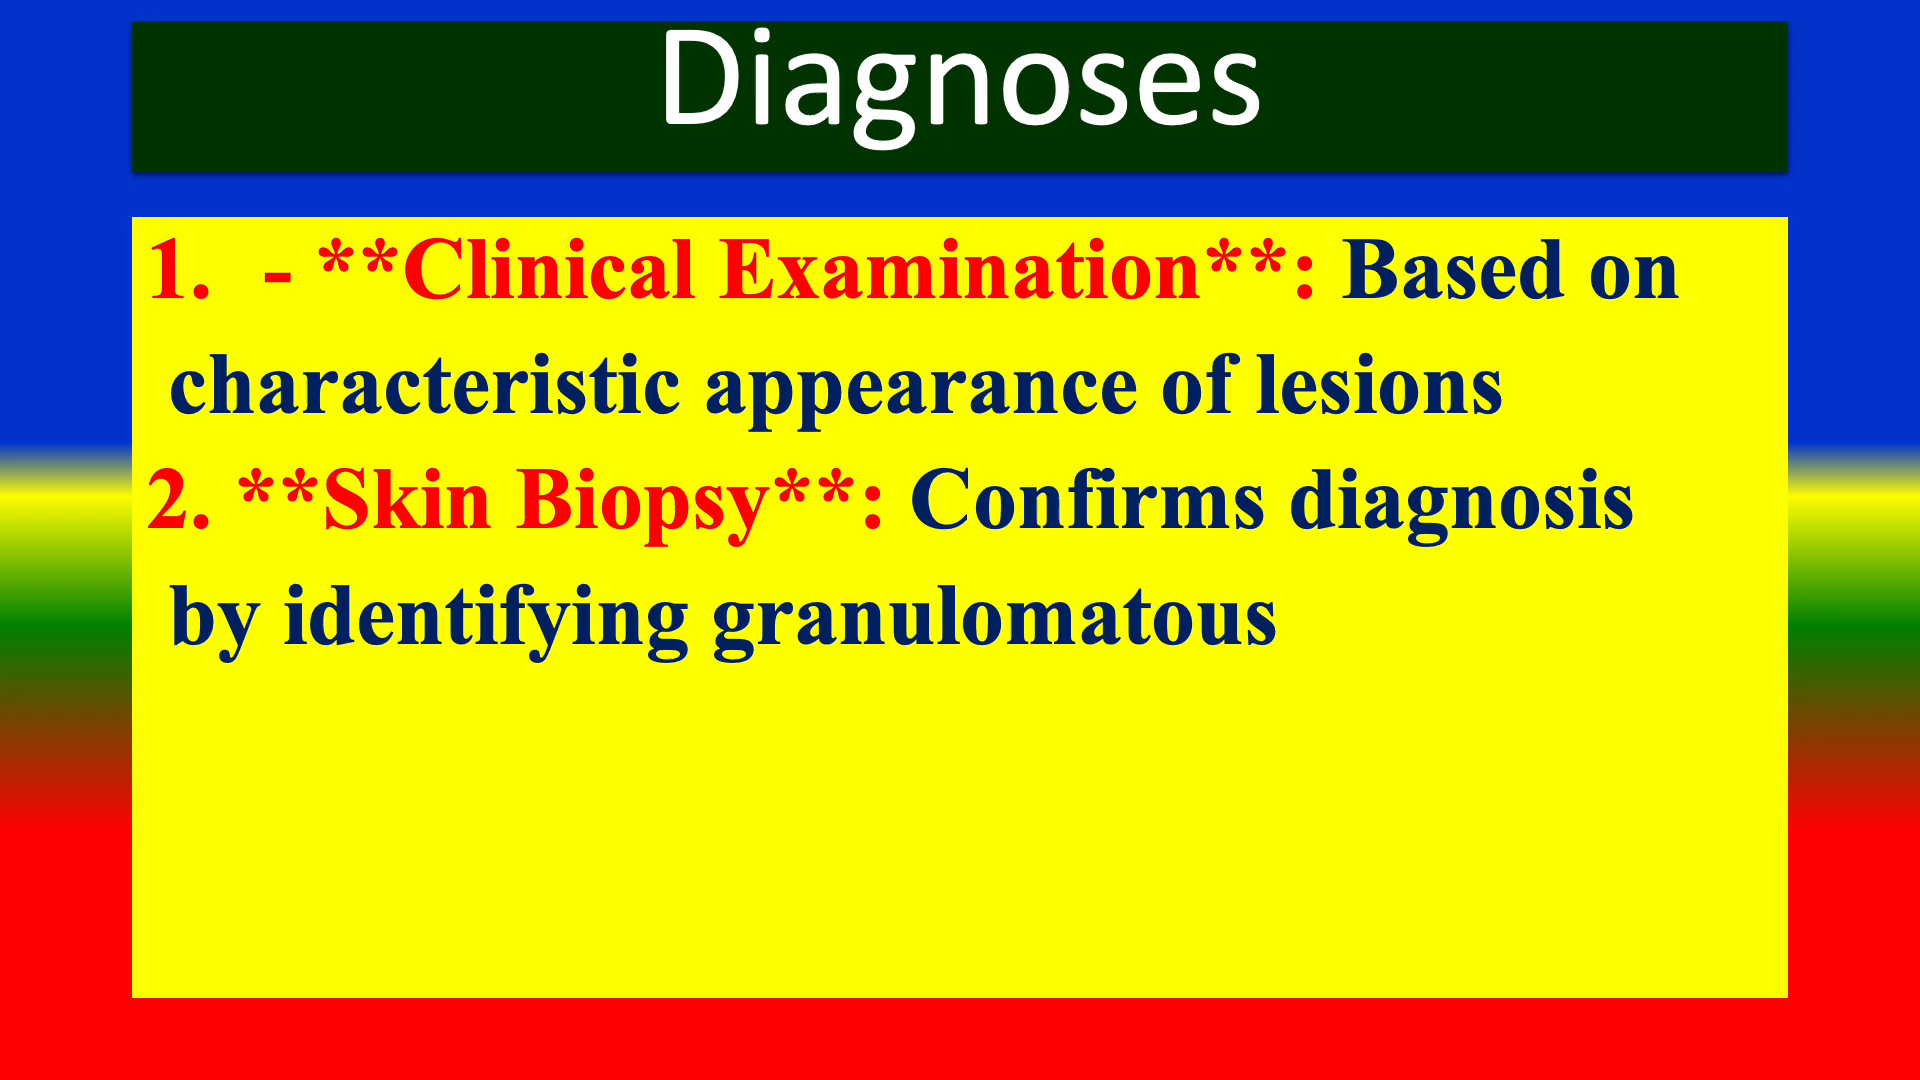 Diagnoses
1.  - **Clinical Examination**: Based on
characteristic appearance of lesions
2. **Skin Biopsy**: Confirms diagnosis
by identifying granulomatous